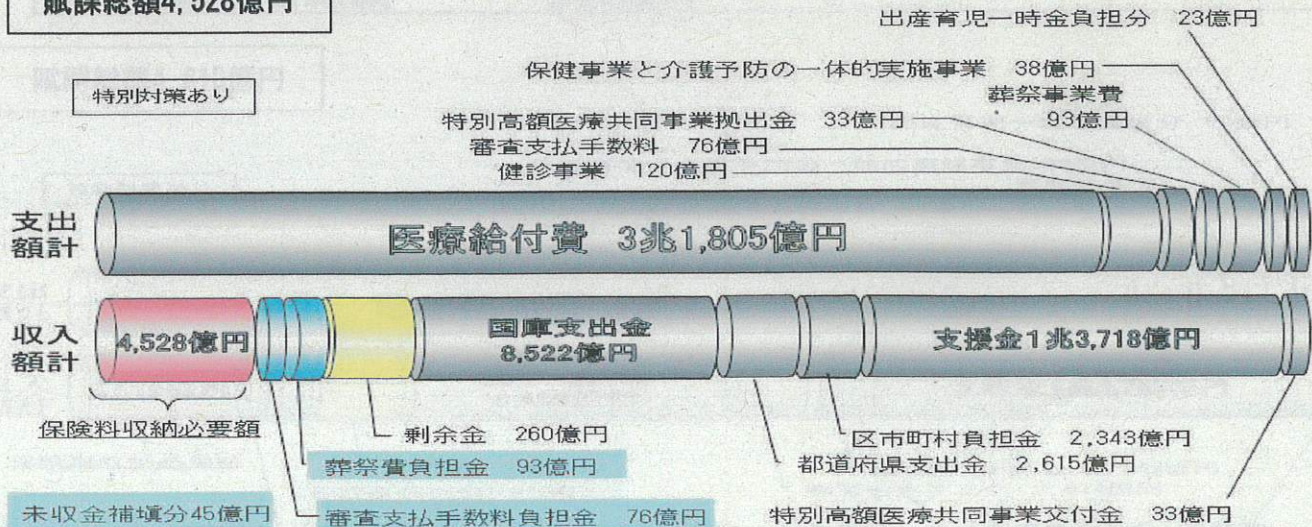 賦課総額4,528億円
特別対策あり
出産育児一時金負担分 23億円
保健事業と介護予防の一体的実施事業 38億円
葬祭事業費
93億円
特別高額医療共同事業拠出金 33億円
審査支払手数料 76億円
健診事業 120億円
支出
額計
医療給付費 3兆1,805億円
収入
額計
4,528億円
国庫支出金
8,522億円
支援金1兆3,718億円
保険料収納必要額
剰余金 260億円
区市町村負担金 2,343億円
葬祭費負担金 93億円
都道府県支出金 2,615億円
未収金補填分45億円
審査支払手数料負担金 76億円
特別高額医療共同事業交付金 33億円